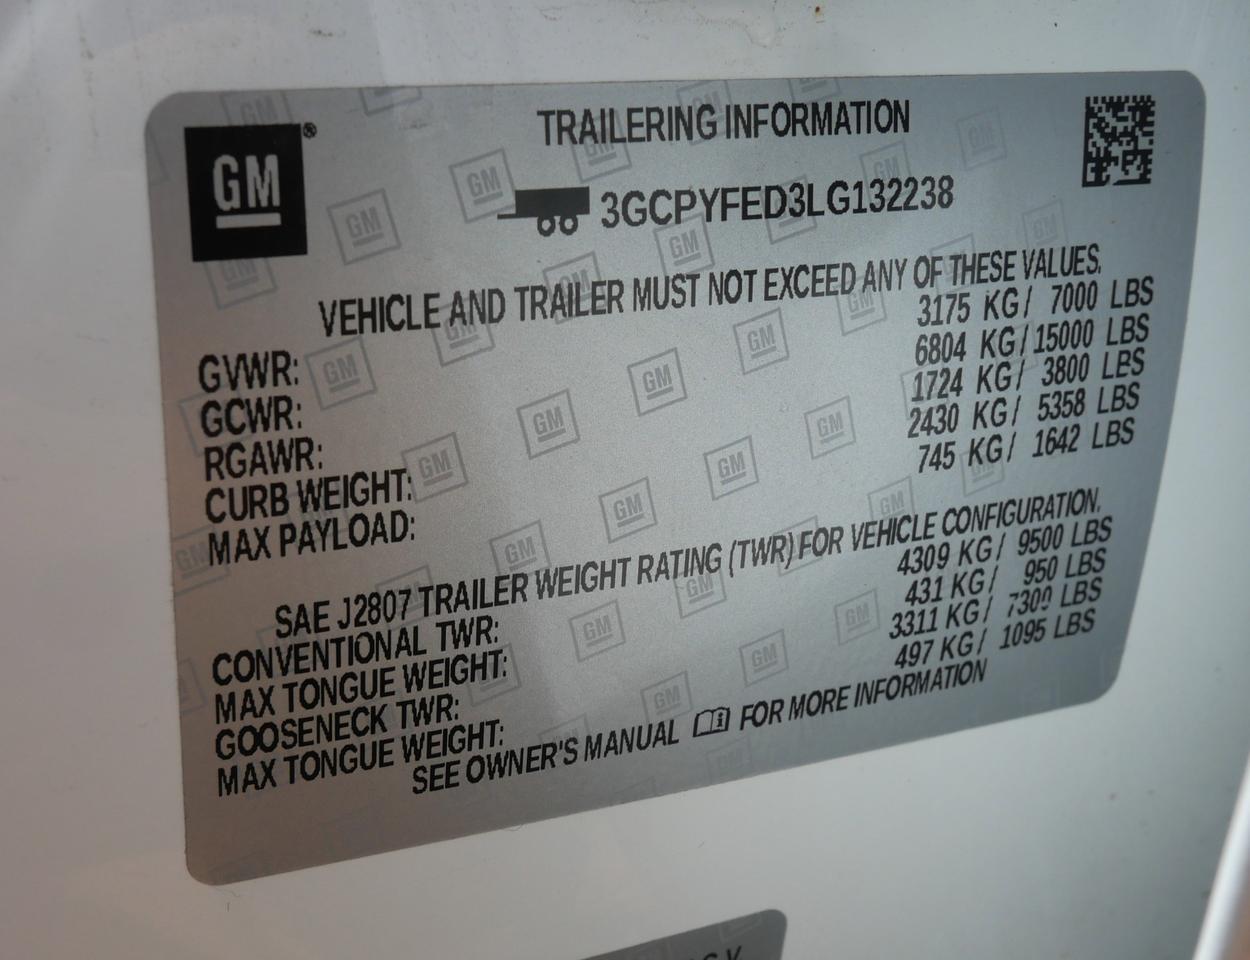 GM ®
TRAILERING INFORMATION
3GCPYFED3LG132238
VEHICLE AND TRAILER MUST NOT EXCEED ANY OF THESE VALUES.
GVWR: 3175 KG/ 7000 LBS
GCWR: 6804 KG/ 15000 LBS
RGAWR: 1724 KG/ 3800 LBS
CURB WEIGHT: 2430 KG/ 5358 LBS
MAX PAYLOAD: 745 KG/ 1642 LBS
SAE J2807 TRAILER WEIGHT RATING (TWR) FOR VEHICLE CONFIGURATION.
CONVENTIONAL TWR: 4309 KG/ 9500 LBS
MAX TONGUE WEIGHT: 431 KG/ 950 LBS
GOOSENECK TWR: 3311 KG/ 7300 LBS
MAX TONGUE WEIGHT: 497 KG/ 1095 LBS
SEE OWNER'S MANUAL FOR MORE INFORMATION